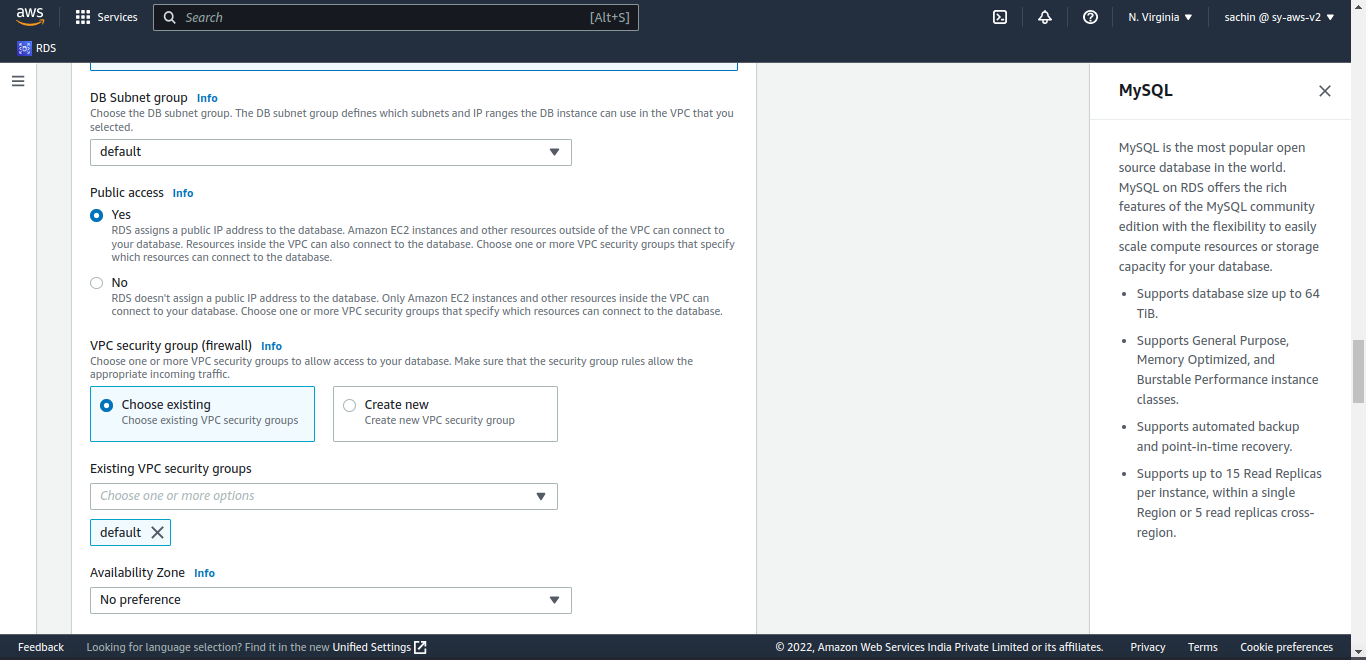 aws
Services
Search
[Alt+S]
N. Virginia
sachin @ sy-aws-v2
RDS
DB Subnet group Info
Choose the DB subnet group. The DB subnet group defines which subnets and IP ranges the DB instance can use in the VPC that you
selected.
default
Public access Info
Yes
RDS assigns a public IP address to the database. Amazon EC2 instances and other resources outside of the VPC can connect to
your database. Resources inside the VPC can also connect to the database. Choose one or more VPC security groups that specify
which resources can connect to the database.
No
RDS doesn't assign a public IP address to the database. Only Amazon EC2 instances and other resources inside the VPC can
connect to your database. Choose one or more VPC security groups that specify which resources can connect to the database.
VPC security group (firewall) Info
Choose one or more VPC security groups to allow access to your database. Make sure that the security group rules allow the
appropriate incoming traffic.
Choose existing
Choose existing VPC security groups
Create new
Create new VPC security group
Existing VPC security groups
Choose one or more options
default
Availability Zone Info
No preference
MySQL
MySQL is the most popular open
source database in the world.
MySQL on RDS offers the rich
features of the MySQL community
edition with the flexibility to easily
scale compute resources or storage
capacity for your database.
• Supports database size up to 64
TiB.
• Supports General Purpose,
Memory Optimized, and
Burstable Performance instance
classes.
• Supports automated backup
and point-in-time recovery.
• Supports up to 15 Read Replicas
per instance, within a single
Region or 5 read replicas cross-
region.
Feedback
Looking for language selection? Find it in the new Unified Settings
© 2022, Amazon Web Services India Private Limited or its affiliates.
Privacy
Terms
Cookie preferences